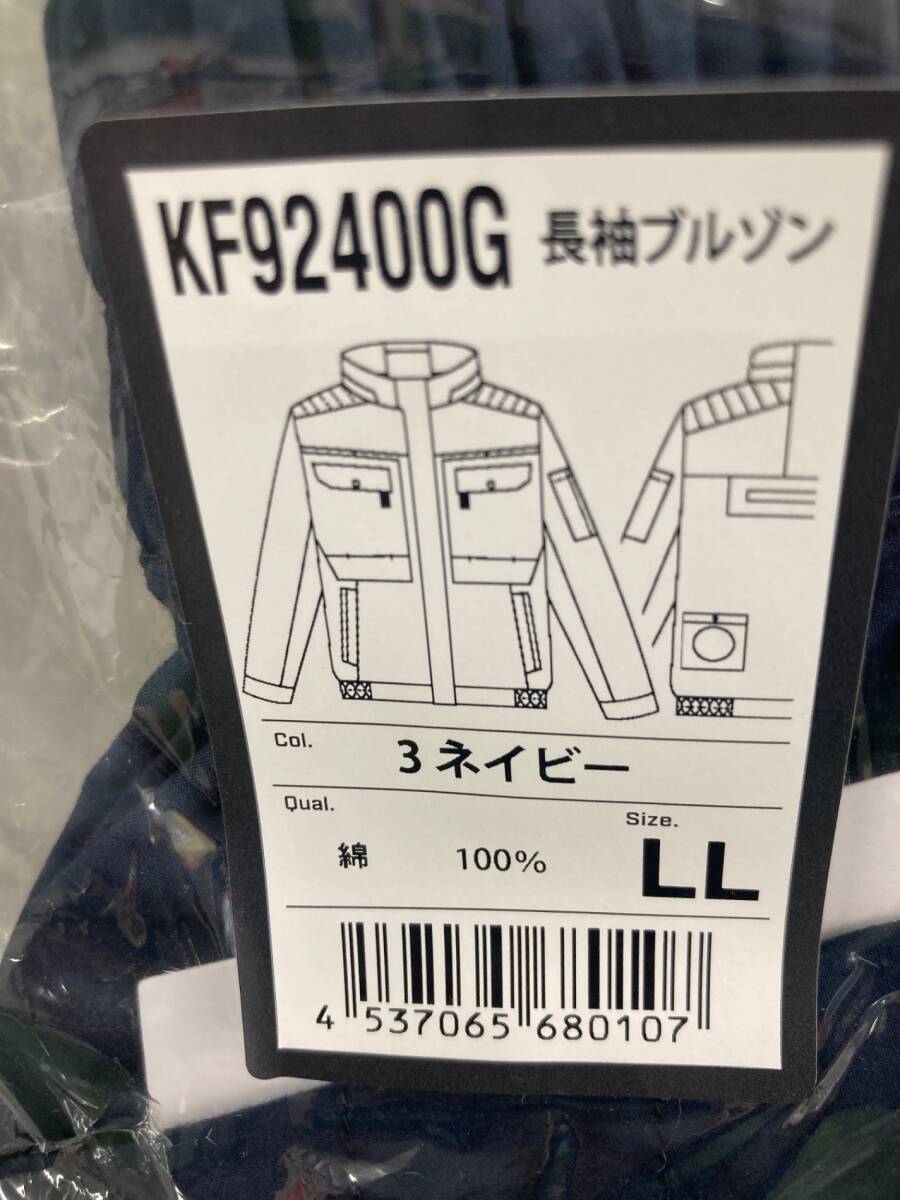 KF92400G 長袖ブルゾン
Col.
3 ネイビー
Qual.
綿 100%
Size.
LL
4 537065 680107